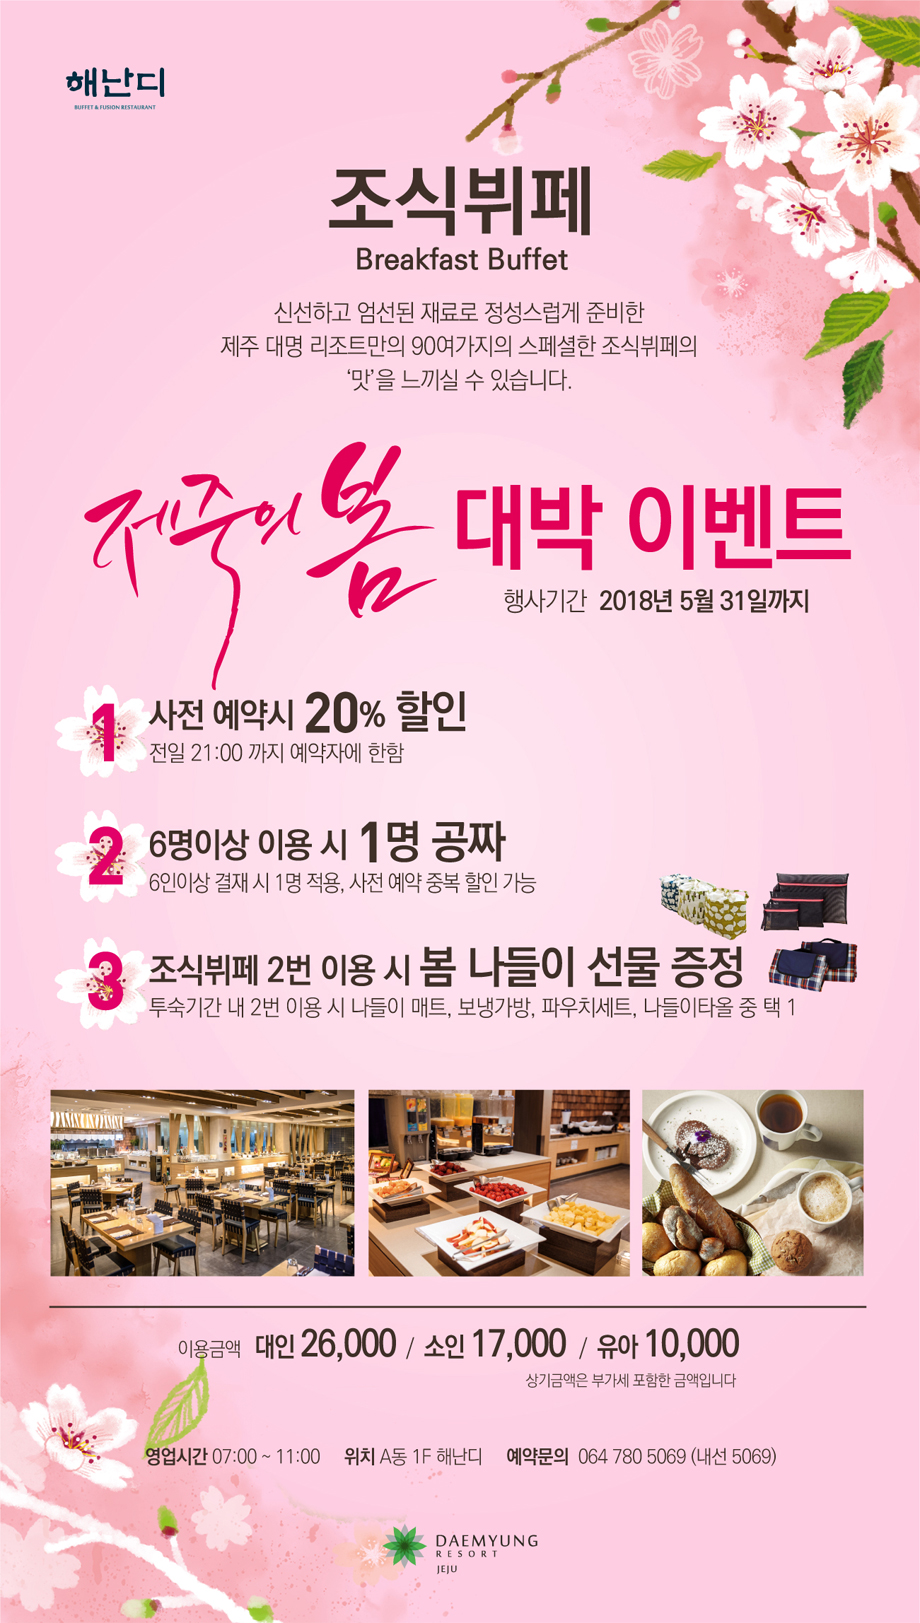 해난디
BUFFET & FUSION RESTAURANT
조식뷔페
Breakfast Buffet
신선하고 엄선된 재료로 정성스럽게 준비한
제주 대명 리조트만의 90여가지의 스페셜한 조식뷔페의
‘맛’을 느끼실 수 있습니다.
제주의 봄 대박 이벤트
행사기간 2018년 5월 31일까지
1 사전 예약시 20% 할인
전일 21:00 까지 예약자에 한함
2 6명이상 이용 시 1명 공짜
6인이상 결재 시 1명 적용, 사전 예약 중복 할인 가능
3 조식뷔페 2번 이용 시 봄 나들이 선물 증정
투숙기간 내 2번 이용 시 나들이 매트, 보냉가방, 파우치세트, 나들이타올 중 택 1
이용금액 대인 26,000 / 소인 17,000 / 유아 10,000
상기금액은 부가세 포함한 금액입니다
영업시간 07:00 ~ 11:00 위치 A동 1F 해난디 예약문의 064 780 5069 (내선 5069)
DAEMYUNG
RESORT
JEJU